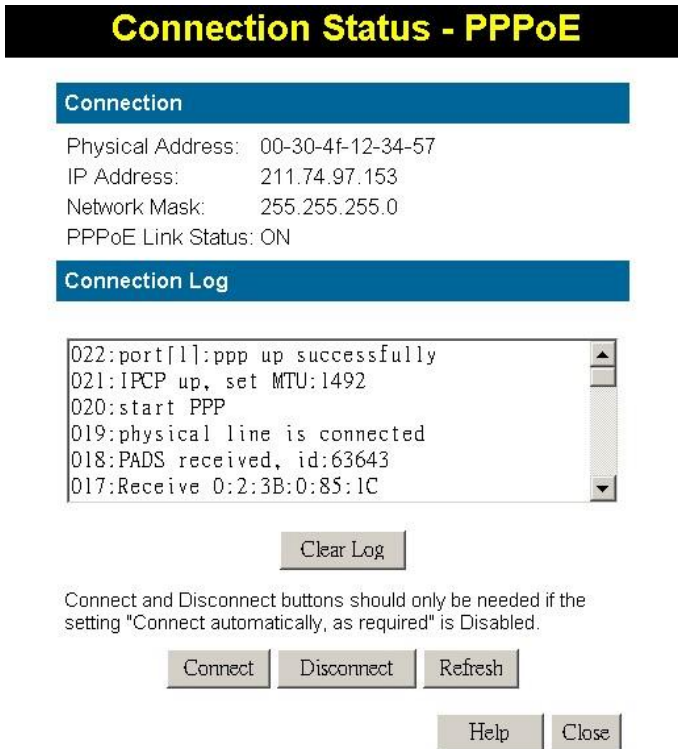 Connection Status - PPPoE
Connection
Physical Address: 00-30-4f-12-34-57
IP Address: 211.74.97.153
Network Mask: 255.255.255.0
PPPoE Link Status: ON
Connection Log
022:port[1]:ppp up successfully
021:IPCP up, set MTU:1492
020:start PPP
019:physical line is connected
018:PADS received, id:63643
017:Receive 0:2:3B:0:85:1C
Clear Log
Connect and Disconnect buttons should only be needed if the
setting "Connect automatically, as required" is Disabled.
Connect Disconnect Refresh
Help Close